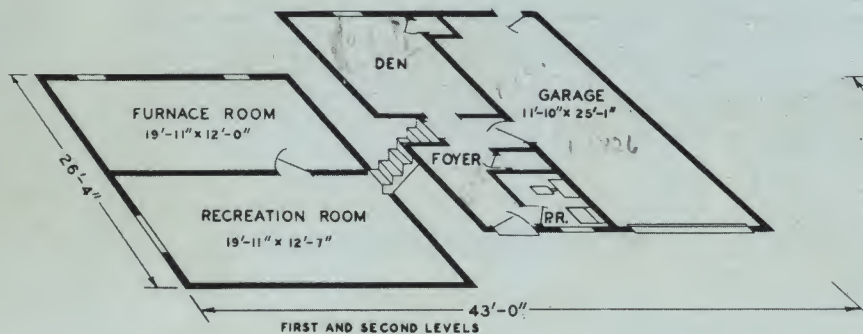 DEN
GARAGE
11'-10" X 25'-1"
FURNACE ROOM
19'-11" X 12'-0"
FOYER
26'-4"
RECREATION ROOM
19'-11" X 12'-7"
P.R.
43'-0"
FIRST AND SECOND LEVELS